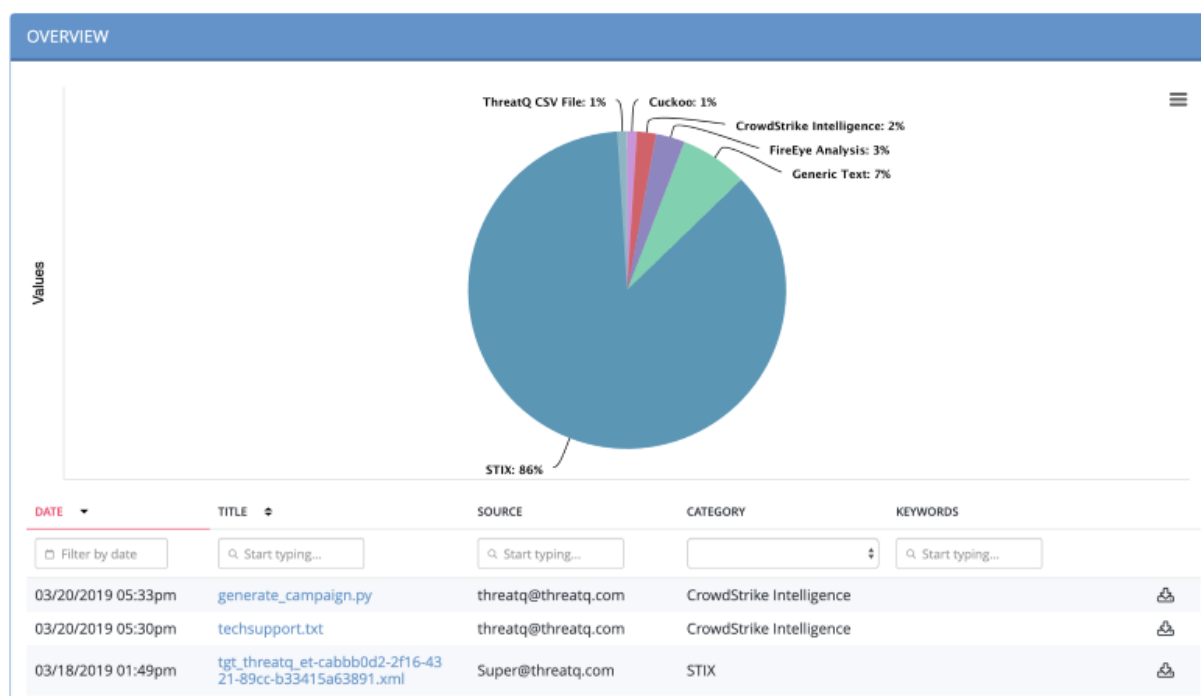 OVERVIEW
ThreatQ CSV File: 1%
Cuckoo: 1%
CrowdStrike Intelligence: 2%
FireEye Analysis: 3%
Generic Text: 7%
Values
STIX: 86%
DATE TITLE SOURCE CATEGORY KEYWORDS
Filter by date Start typing... Start typing... Start typing...
03/20/2019 05:33pm generate_campaign.py threatq@threatq.com CrowdStrike Intelligence
03/20/2019 05:30pm techsupport.txt threatq@threatq.com CrowdStrike Intelligence
03/18/2019 01:49pm tgt_threatq_et-cabbb0d2-2f16-43 Super@threatq.com STIX
21-89cc-b33415a63891.xml